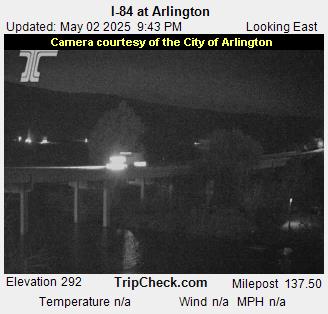 I-84 at Arlington
Updated: May 02 2025 9:43 PM Looking East
Camera courtesy of the City of Arlington
Elevation 292 TripCheck.com Milepost 137.50
Temperature n/a Wind n/a MPH n/a